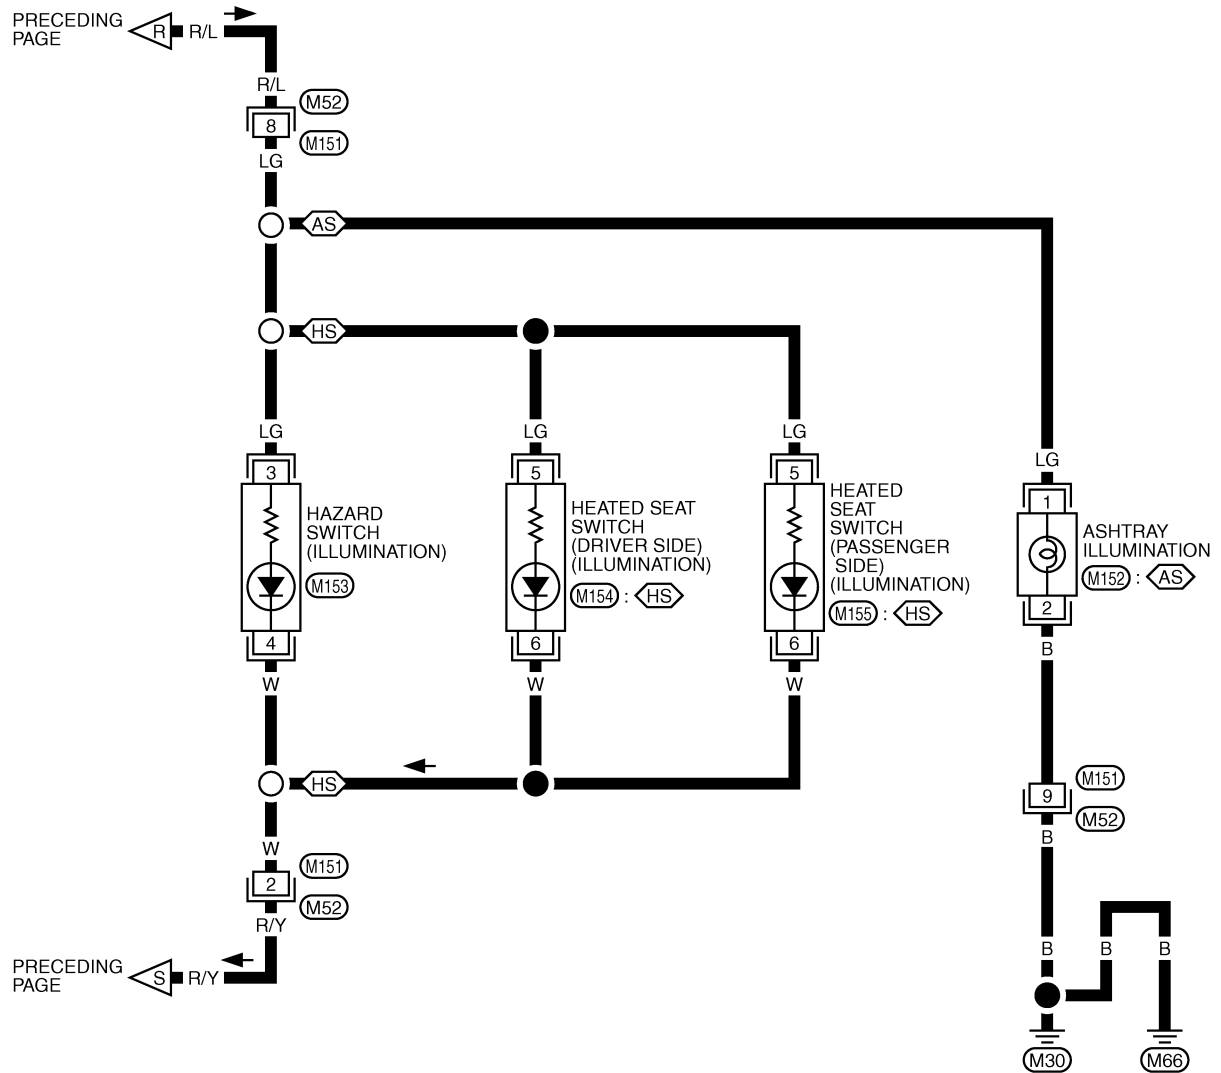 PRECEDING
PAGE
R
R/L
R/L
M52
8
M151
LG
AS
HS
LG
LG
LG
LG
3
5
5
1
HAZARD
SWITCH
(ILLUMINATION)
M153
HEATED SEAT
SWITCH
(DRIVER SIDE)
(ILLUMINATION)
M154 : HS
HEATED
SEAT
SWITCH
(PASSENGER
SIDE)
(ILLUMINATION)
M155 : HS
ASHTRAY
ILLUMINATION
M152 : AS
4
6
6
2
W
W
W
B
HS
9
M151
M52
B
W
M151
2
M52
R/Y
PRECEDING
PAGE
S
R/Y
B
B
B
M30
M66